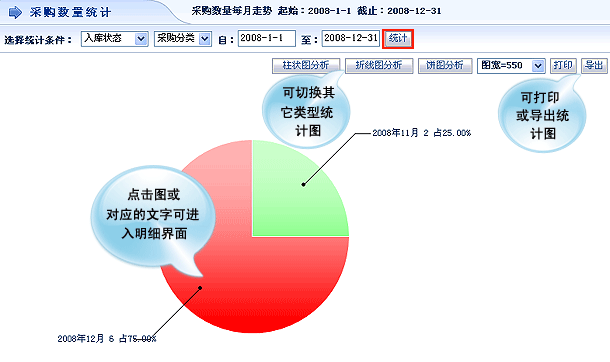 采购数量统计
采购数量每月走势 起始：2008-1-1 截止：2008-12-31
选择统计条件： 入库状态 采购分类 自： 2008-1-1 至： 2008-12-31 统计
柱状图分析 折线图分析 饼图分析 图宽=550 打印 导出
可切换其
它类型统
计图
可打印
或导出统
计图
2008年11月 2 占25.00%
点击图或
对应的文字可进
入明细界面
2008年12月 6 占75.00%